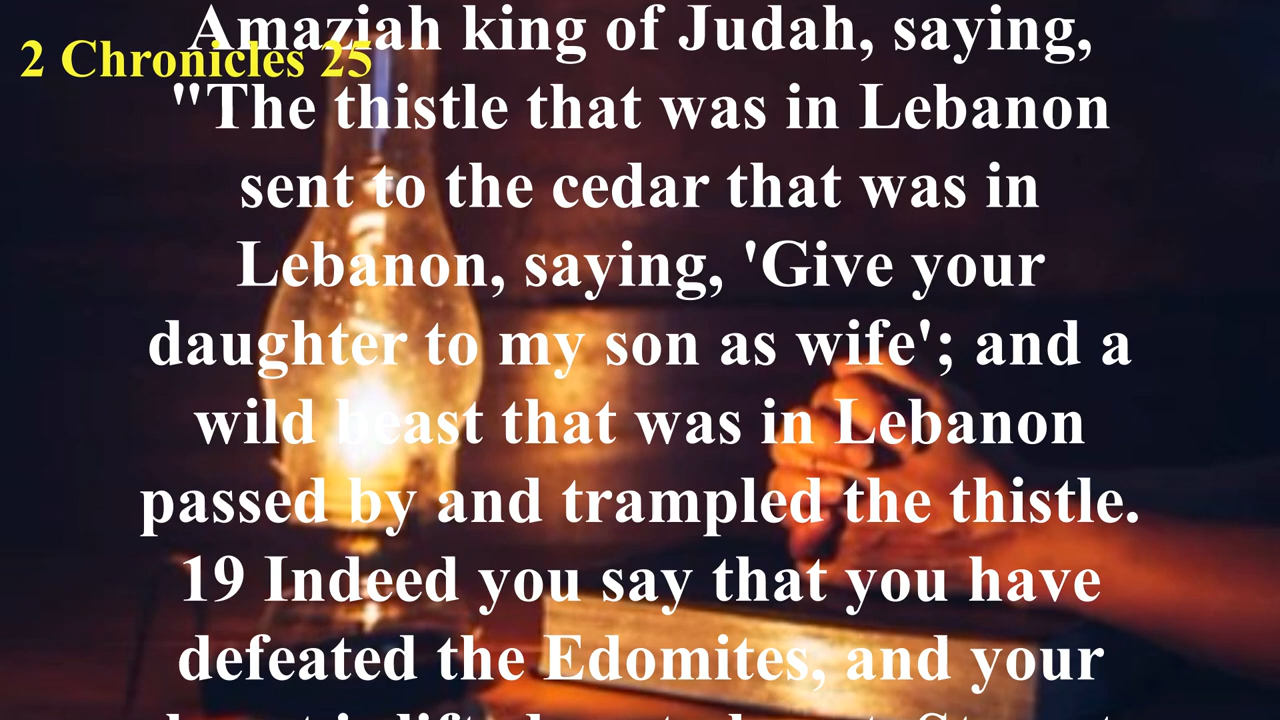 Amaziah king of Judah, saying,
2 Chronicles 25
"The thistle that was in Lebanon
sent to the cedar that was in
Lebanon, saying, 'Give your
daughter to my son as wife'; and a
wild beast that was in Lebanon
passed by and trampled the thistle.
19 Indeed you say that you have
defeated the Edomites, and your